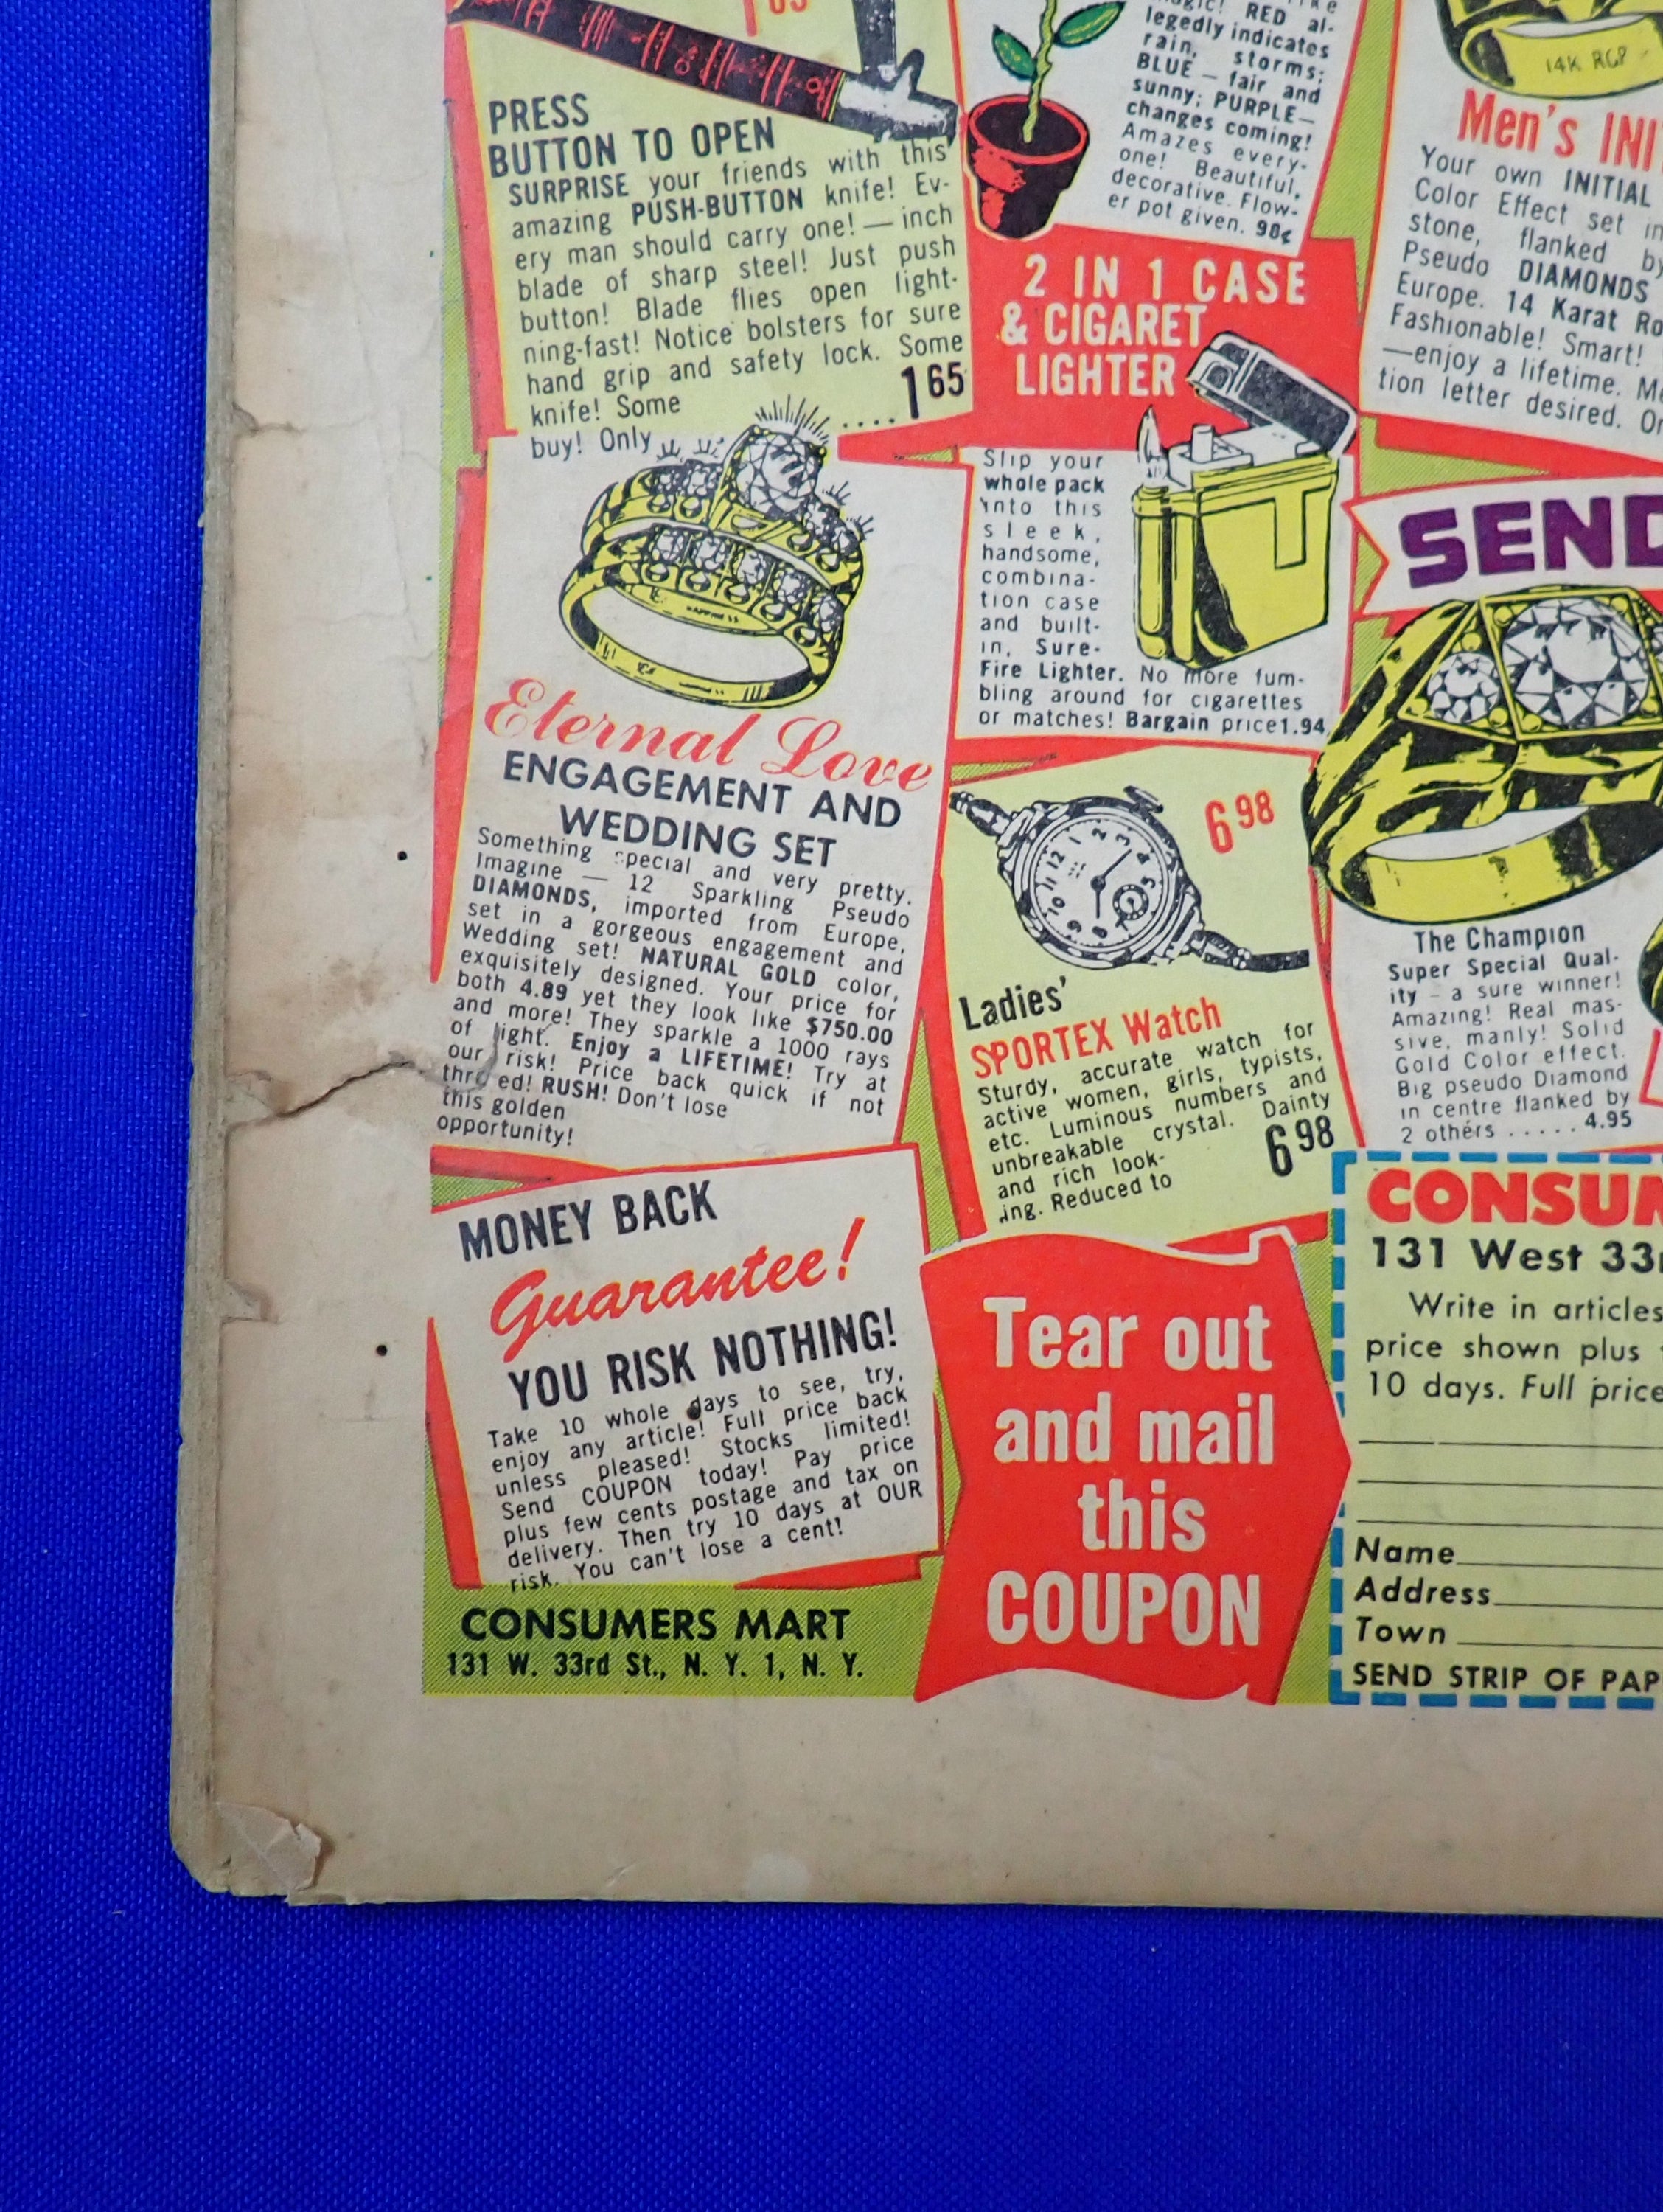 PRESS
BUTTON TO OPEN
SURPRISE your friends with this
amazing PUSH-BUTTON knife! Ev-
ery man should carry one! — inch
blade of sharp steel! Just push
button! Blade flies open light-
ning-fast! Notice bolsters for sure
hand grip and safety lock. Some
knife! Some
buy! Only .... 1 65
RED al-
legedly indicates
rain, storms;
BLUE — fair and
sunny; PURPLE—
changes coming!
Amazes every-
one! Beautiful,
decorative. Flow-
er pot given. 98¢
14K RGP
Men's INI
Your own INITIAL
Color Effect set in
stone, flanked by
Pseudo DIAMONDS
Europe. 14 Karat Ro
Fashionable! Smart!
—enjoy a lifetime. Me
tion letter desired. Or
2 IN 1 CASE
& CIGARET
LIGHTER
Slip your
whole pack
into this
sleek,
handsome,
combina-
tion case
and built-
in, Sure-
Fire Lighter. No more fum-
bling around for cigarettes
or matches! Bargain price 1.94
Eternal Love
ENGAGEMENT AND
WEDDING SET
Something special and very pretty.
Imagine — 12 Sparkling Pseudo
DIAMONDS, imported from Europe,
set in a gorgeous engagement and
Wedding set! NATURAL GOLD color,
exquisitely designed. Your price for
both 4.89 yet they look like $750.00
and more! They sparkle a 1000 rays
of light. Enjoy a LIFETIME! Try at
our risk! Price back quick if not
thr ed! RUSH! Don't lose
this golden
opportunity!
12 1 2 3 4 5 7 8 9 10 11
6 98
Ladies'
SPORTEX Watch
Sturdy, accurate watch for
active women, girls, typists,
etc. Luminous numbers and
unbreakable crystal. Dainty
and rich look-
ing. Reduced to 6 98
SEND
The Champion
Super Special Qual-
ity – a sure winner!
Amazing! Real mas-
sive, manly! Solid
Gold Color effect.
Big pseudo Diamond
in centre flanked by
2 others ..... 4.95
MONEY BACK
Guarantee!
YOU RISK NOTHING!
Take 10 whole days to see, try,
enjoy any article! Full price back
unless pleased! Stocks limited!
Send COUPON today! Pay price
plus few cents postage and tax on
delivery. Then try 10 days at OUR
risk. You can't lose a cent!
CONSUMERS MART
131 W. 33rd St., N. Y. 1, N. Y.
Tear out
and mail
this
COUPON
CONSUM
131 West 33r
Write in articles
price shown plus
10 days. Full price
Name
Address
Town
SEND STRIP OF PAP